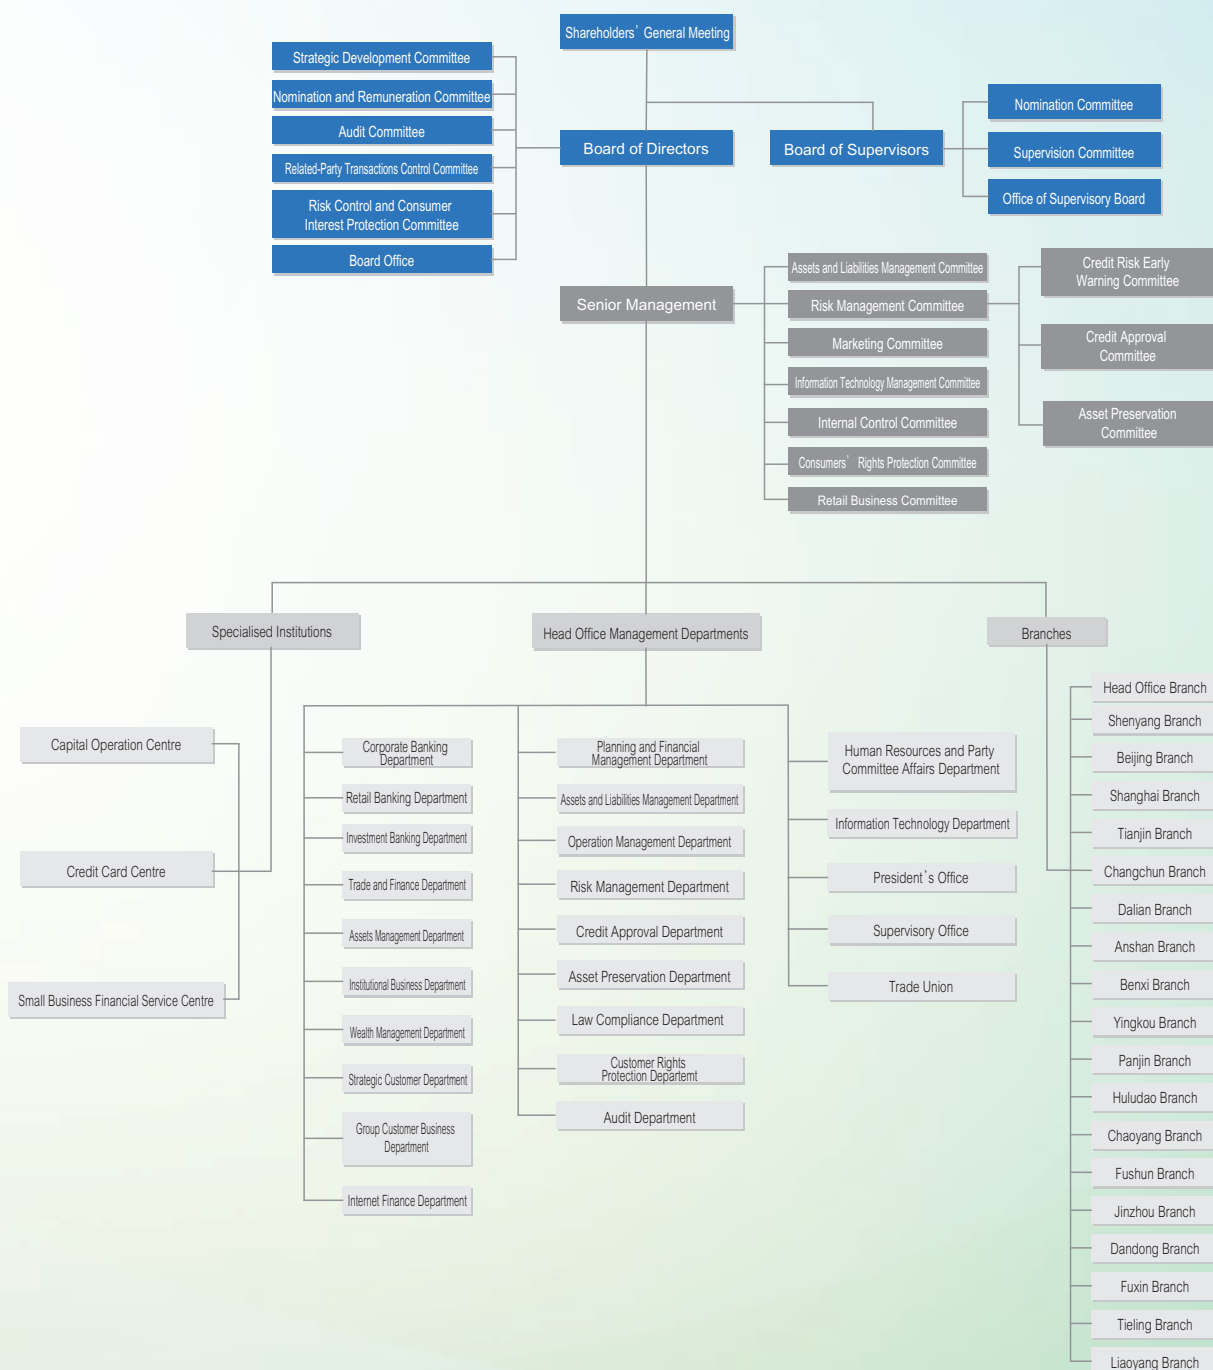 Shareholders' General Meeting
Strategic Development Committee
Nomination and Remuneration Committee
Audit Committee
Related-Party Transactions Control Committee
Risk Control and Consumer
Interest Protection Committee
Board Office
Board of Directors
Board of Supervisors
Nomination Committee
Supervision Committee
Office of Supervisory Board
Senior Management
Assets and Liabilities Management Committee
Risk Management Committee
Marketing Committee
Information Technology Management Committee
Internal Control Committee
Consumers' Rights Protection Committee
Retail Business Committee
Credit Risk Early
Warning Committee
Credit Approval
Committee
Asset Preservation
Committee
Specialised Institutions
Head Office Management Departments
Branches
Capital Operation Centre
Credit Card Centre
Small Business Financial Service Centre
Corporate Banking
Department
Retail Banking Department
Investment Banking Department
Trade and Finance Department
Assets Management Department
Institutional Business Department
Wealth Management Department
Strategic Customer Department
Group Customer Business
Department
Internet Finance Department
Planning and Financial
Management Department
Assets and Liabilities Management Department
Operation Management Department
Risk Management Department
Credit Approval Department
Asset Preservation Department
Law Compliance Department
Customer Rights
Protection Departemt
Audit Department
Human Resources and Party
Committee Affairs Department
Information Technology Department
President's Office
Supervisory Office
Trade Union
Head Office Branch
Shenyang Branch
Beijing Branch
Shanghai Branch
Tianjin Branch
Changchun Branch
Dalian Branch
Anshan Branch
Benxi Branch
Yingkou Branch
Panjin Branch
Huludao Branch
Chaoyang Branch
Fushun Branch
Jinzhou Branch
Dandong Branch
Fuxin Branch
Tieling Branch
Liaoyang Branch